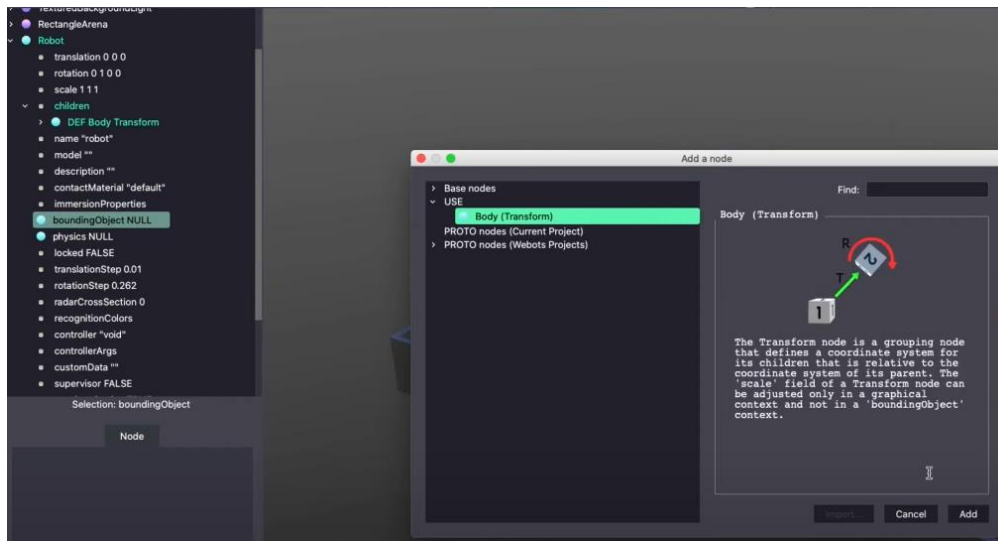 TexturedBackgroundLight
RectangleArena
Robot
translation 0 0 0
rotation 0 1 0 0
scale 1 1 1
children
DEF Body Transform
name "robot"
model ""
description ""
contactMaterial "default"
immersionProperties
boundingObject NULL
physics NULL
locked FALSE
translationStep 0.01
rotationStep 0.262
radarCrossSection 0
recognitionColors
controller "void"
controllerArgs
customData ""
supervisor FALSE
Selection: boundingObject
Node
Add a node
Base nodes
USE
Body (Transform)
PROTO nodes (Current Project)
PROTO nodes (Webots Projects)
Find:
Body (Transform)
R
2
T
1
The Transform node is a grouping node
that defines a coordinate system for
its children that is relative to the
coordinate system of its parent. The
'scale' field of a Transform node can
be adjusted only in a graphical
context and not in a 'boundingObject'
context.
Import...
Cancel
Add